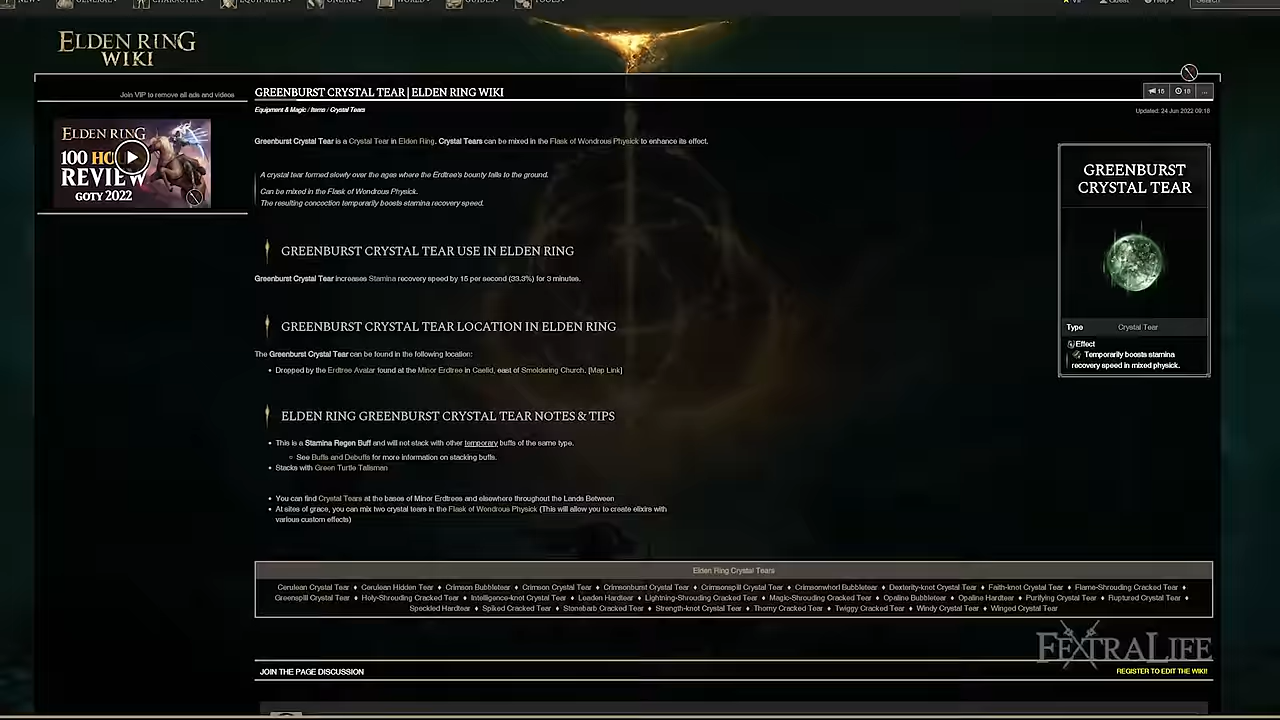 NEW
GENERAL
CHARACTER
EQUIPMENT
ONLINE
WORLD
GUIDES
TOOLS
VIP
Guest
Help
Search
ELDEN RING
WIKI
Join VIP to remove all ads and videos
ELDEN RING
100 HO
REVIEW
GOTY 2022
GREENBURST CRYSTAL TEAR | ELDEN RING WIKI
15
18
...
Equipment & Magic / Items / Crystal Tears
Updated: 24 Jun 2022 09:18
Greenburst Crystal Tear is a Crystal Tear in Elden Ring. Crystal Tears can be mixed in the Flask of Wondrous Physick to enhance its effect.
A crystal tear formed slowly over the ages where the Erdtree's bounty falls to the ground.
Can be mixed in the Flask of Wondrous Physick.
The resulting concoction temporarily boosts stamina recovery speed.
GREENBURST CRYSTAL TEAR USE IN ELDEN RING
Greenburst Crystal Tear increases Stamina recovery speed by 15 per second (33.3%) for 3 minutes.
GREENBURST CRYSTAL TEAR LOCATION IN ELDEN RING
The Greenburst Crystal Tear can be found in the following location:
• Dropped by the Erdtree Avatar found at the Minor Erdtree in Caelid, east of Smoldering Church. [Map Link]
ELDEN RING GREENBURST CRYSTAL TEAR NOTES & TIPS
• This is a Stamina Regen Buff and will not stack with other temporary buffs of the same type.
○ See Buffs and Debuffs for more information on stacking buffs.
• Stacks with Green Turtle Talisman
• You can find Crystal Tears at the bases of Minor Erdtrees and elsewhere throughout the Lands Between
• At sites of grace, you can mix two crystal tears in the Flask of Wondrous Physick (This will allow you to create elixirs with
various custom effects)
GREENBURST
CRYSTAL TEAR
Type Crystal Tear
Effect
Temporarily boosts stamina
recovery speed in mixed physick.
Elden Ring Crystal Tears
Cerulean Crystal Tear ♦ Cerulean Hidden Tear ♦ Crimson Bubbletear ♦ Crimson Crystal Tear ♦ Crimsonburst Crystal Tear ♦ Crimsonspill Crystal Tear ♦ Crimsonwhorl Bubbletear ♦ Dexterity-knot Crystal Tear ♦ Faith-knot Crystal Tear ♦ Flame-Shrouding Cracked Tear ♦
Greenspill Crystal Tear ♦ Holy-Shrouding Cracked Tear ♦ Intelligence-knot Crystal Tear ♦ Leaden Hardtear ♦ Lightning-Shrouding Cracked Tear ♦ Magic-Shrouding Cracked Tear ♦ Opaline Bubbletear ♦ Opaline Hardtear ♦ Purifying Crystal Tear ♦ Ruptured Crystal Tear ♦
Speckled Hardtear ♦ Spiked Cracked Tear ♦ Stonebarb Cracked Tear ♦ Strength-knot Crystal Tear ♦ Thorny Cracked Tear ♦ Twiggy Cracked Tear ♦ Windy Crystal Tear ♦ Winged Crystal Tear
FEXTRALIFE
JOIN THE PAGE DISCUSSION
REGISTER TO EDIT THE WIKI!